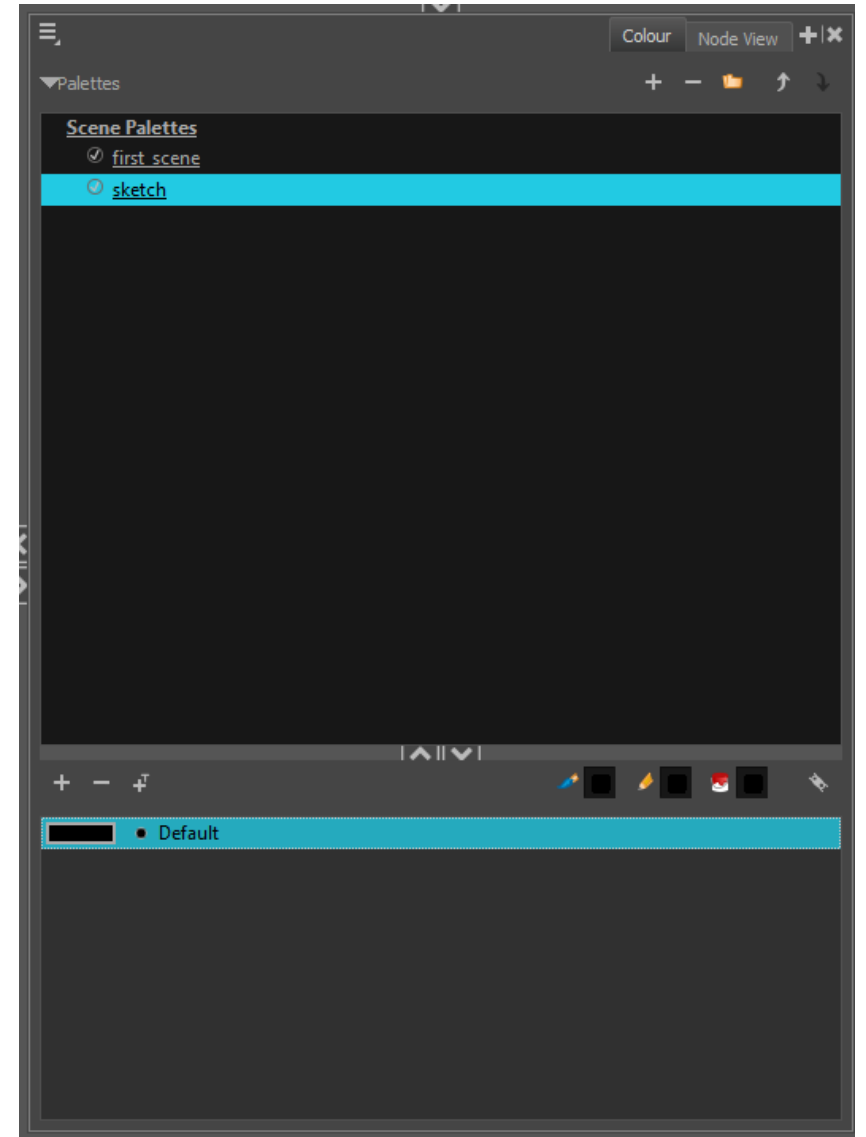 Colour Node View
Palettes
Scene Palettes
first_scene
sketch
Default